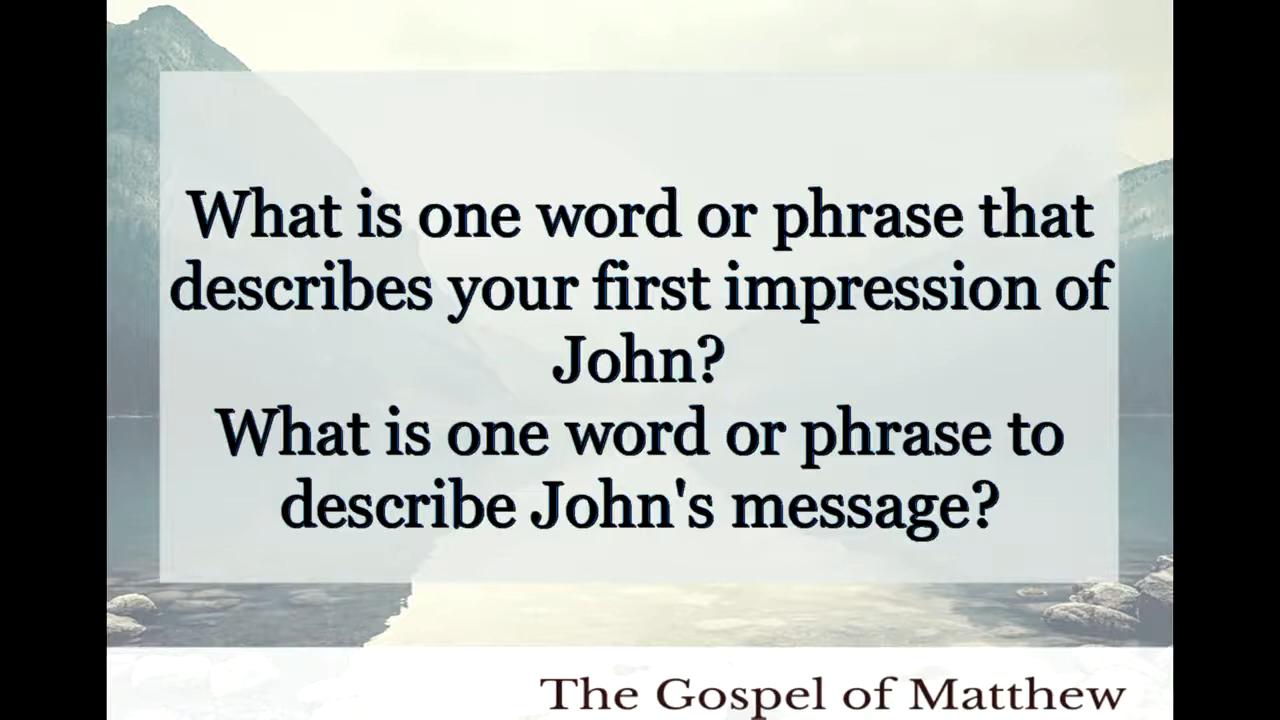 What is one word or phrase that
describes your first impression of
John?
What is one word or phrase to
describe John's message?
The Gospel of Matthew